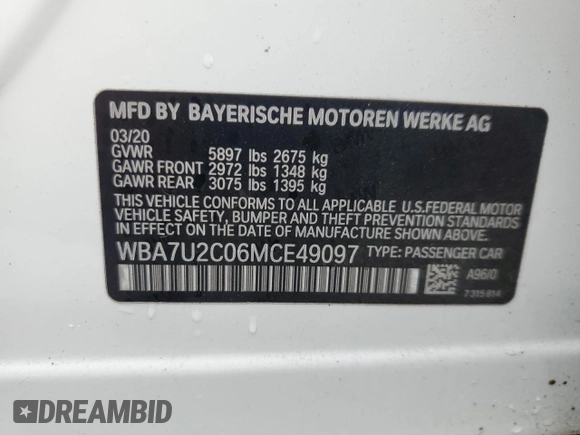 MFD BY BAYERISCHE MOTOREN WERKE AG
03/20
GVWR 5897 lbs 2675 kg
GAWR FRONT 2972 lbs 1348 kg
GAWR REAR 3075 lbs 1395 kg
THIS VEHICLE CONFORMS TO ALL APPLICABLE U.S.FEDERAL MOTOR
VEHICLE SAFETY, BUMPER AND THEFT PREVENTION STANDARDS
IN EFFECT ON THE DATE OF MANUFACTURE SHOWN ABOVE.
WBA7U2C06MCE49097 TYPE: PASSENGER CAR
A96/0
7315814
DREAMBID